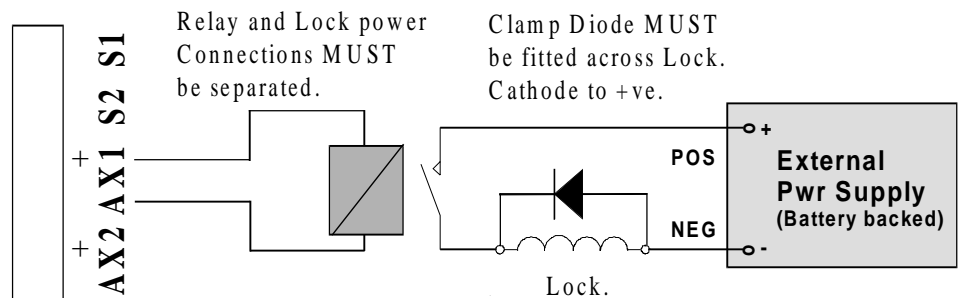 Relay and Lock power
Connections MUST
be separated.
Clamp Diode MUST
be fitted across Lock.
Cathode to +ve.
S1
S2
+ AX1
+ AX2
POS
+
External
Pwr Supply
(Battery backed)
NEG
-
Lock.